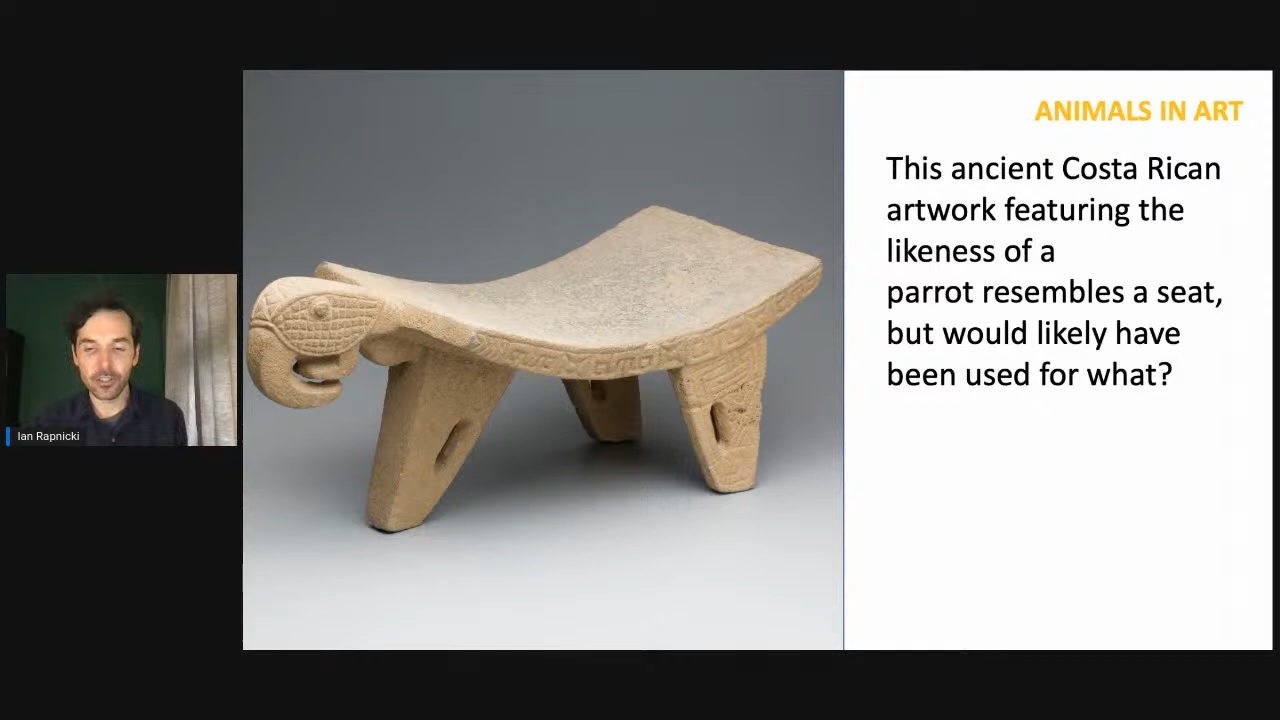 ANIMALS IN ART
This ancient Costa Rican
artwork featuring the
likeness of a
parrot resembles a seat,
but would likely have
been used for what?
Ian Rapnicki